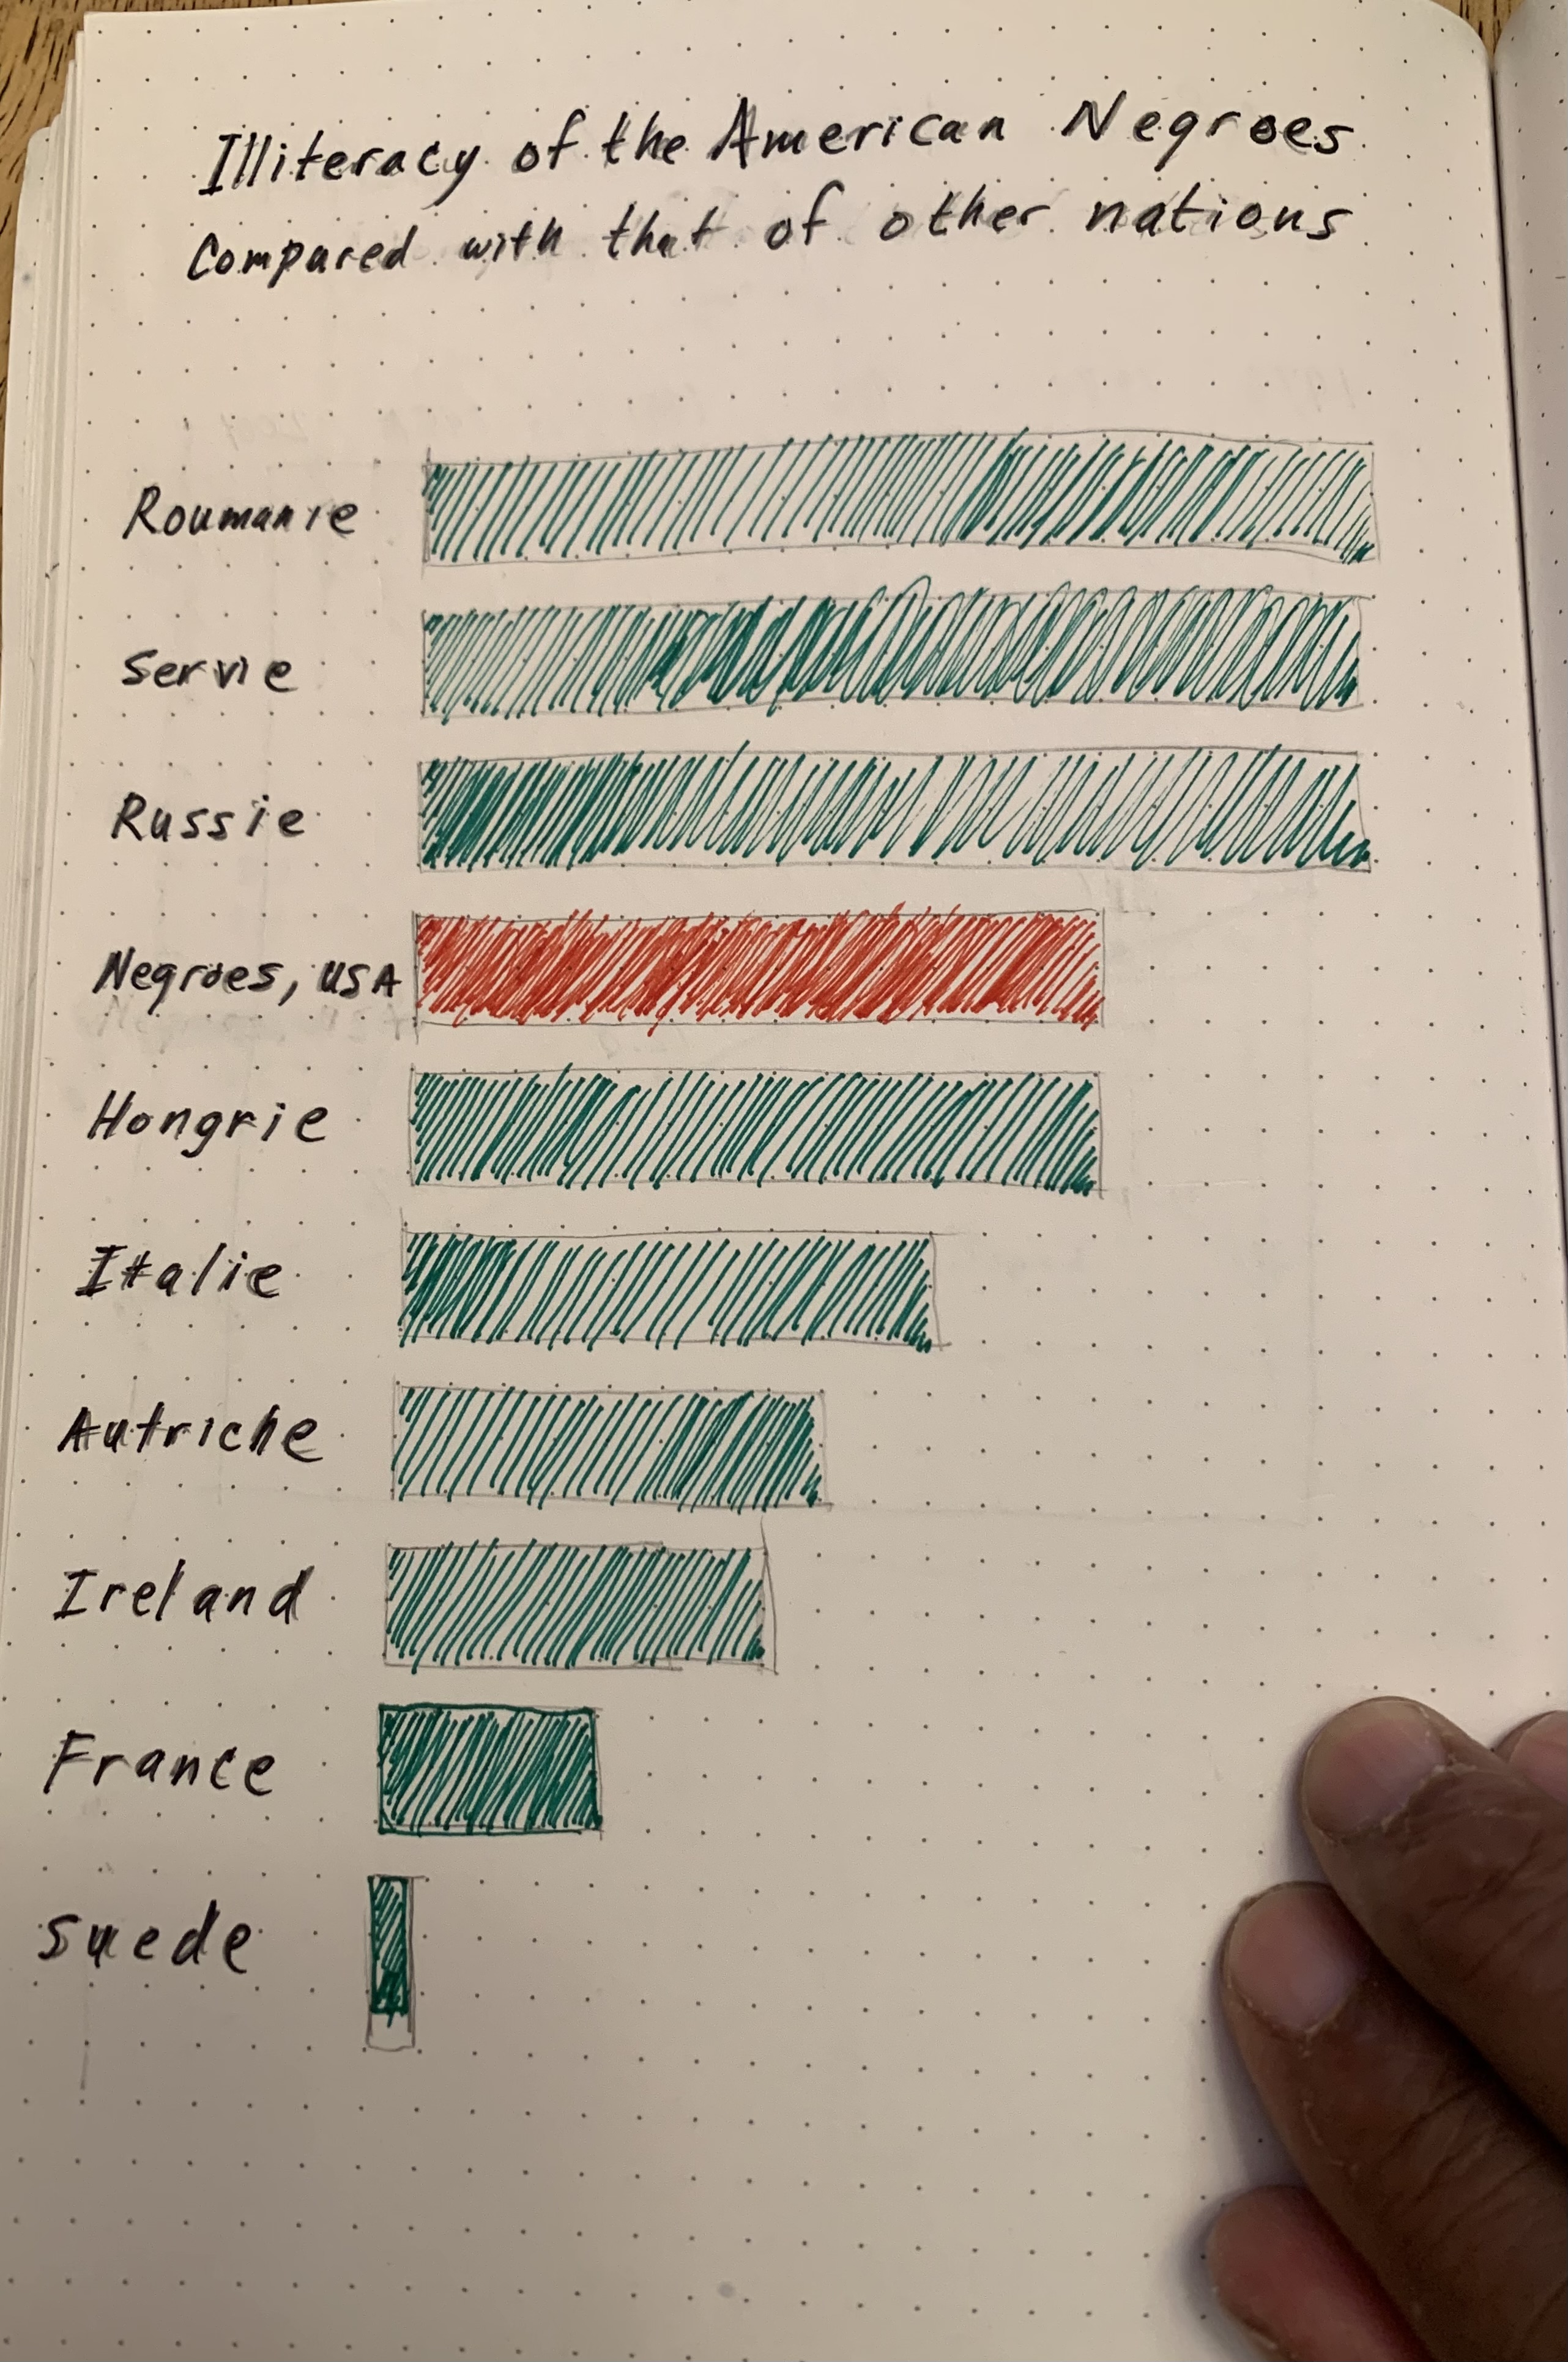 Illiteracy of the American Negroes
Compared with that of other nations
Roumanie
Servie
Russie
Negroes, USA
Hongrie
Italie
Autriche
Ireland
France
Suede